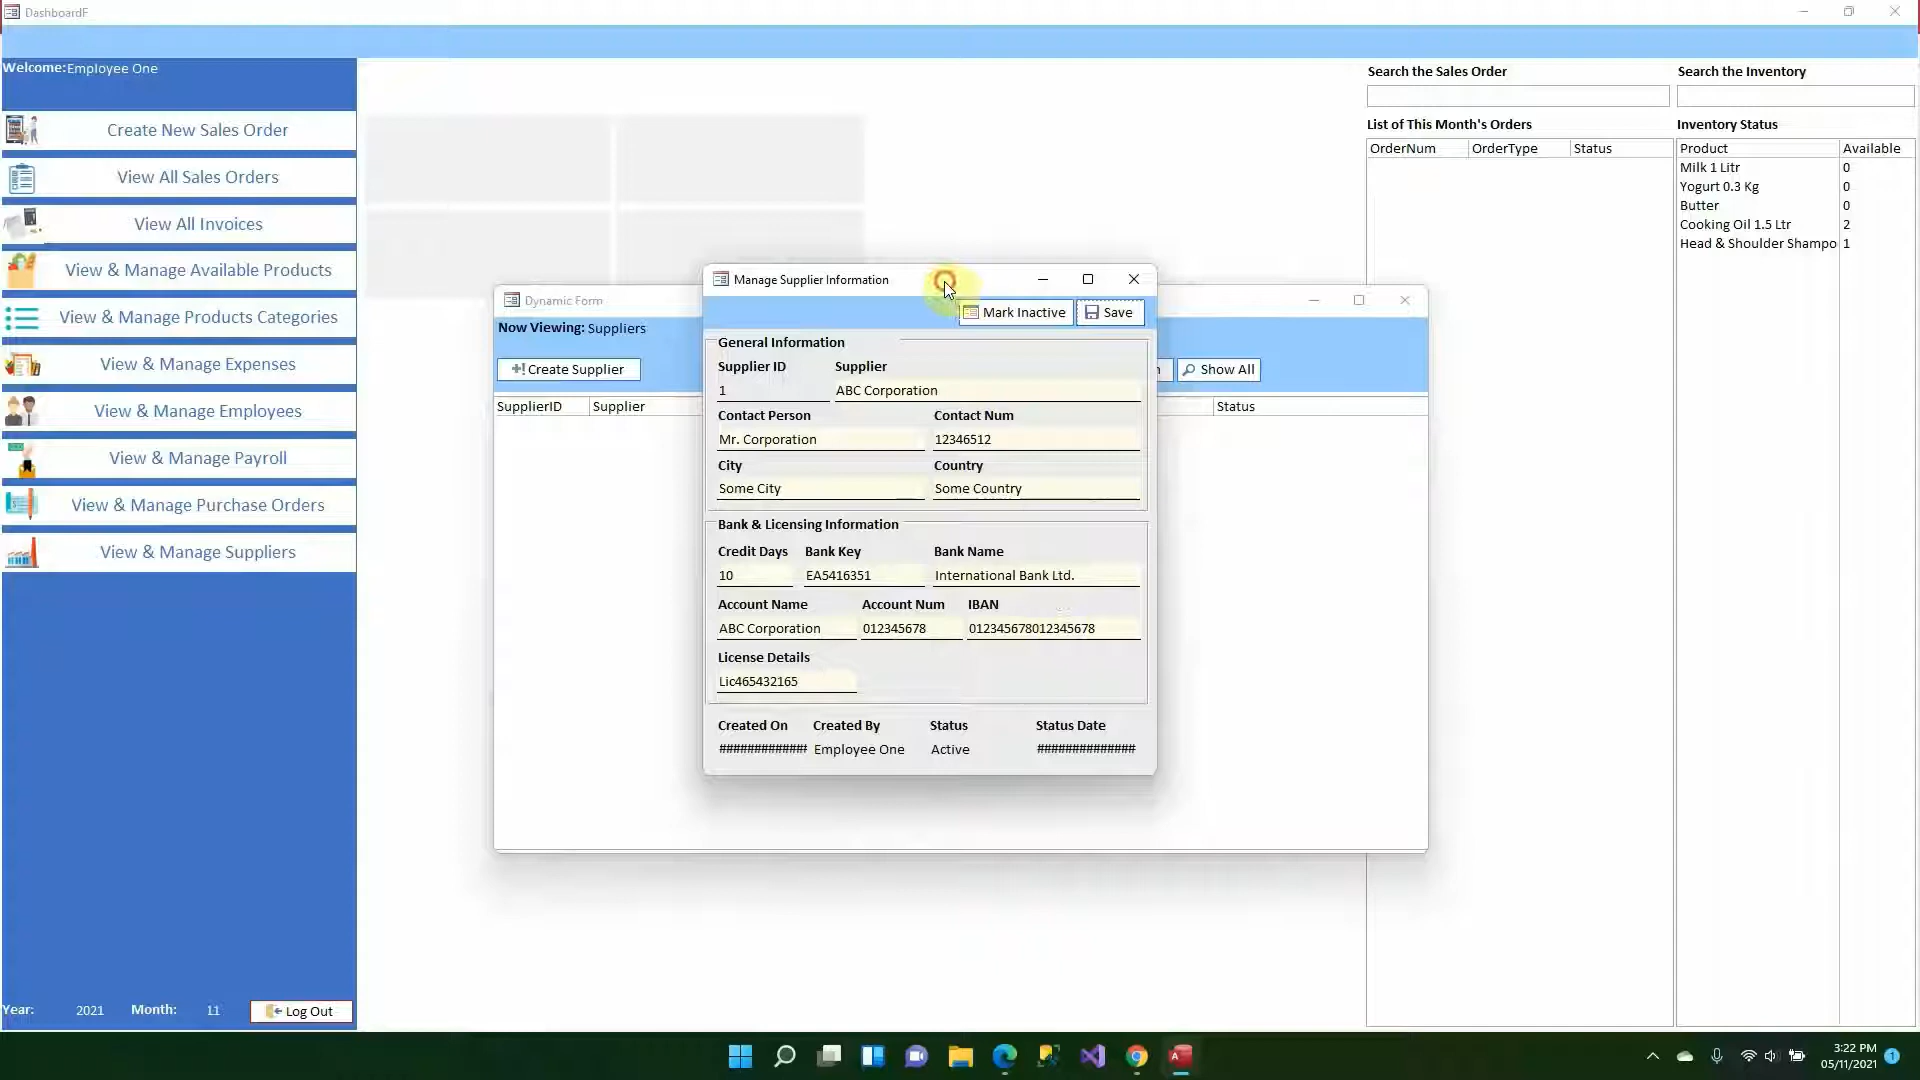 DashboardF
Welcome:Employee One
Create New Sales Order
View All Sales Orders
View All Invoices
View & Manage Available Products
View & Manage Products Categories
View & Manage Expenses
View & Manage Employees
View & Manage Payroll
View & Manage Purchase Orders
View & Manage Suppliers
Year: 2021 Month: 11 Log Out
Dynamic Form
Now Viewing: Suppliers
+! Create Supplier
Show All
SupplierID Supplier Status
Manage Supplier Information
Mark Inactive Save
General Information
Supplier ID Supplier
1 ABC Corporation
Contact Person Contact Num
Mr. Corporation 12346512
City Country
Some City Some Country
Bank & Licensing Information
Credit Days Bank Key Bank Name
10 EA5416351 International Bank Ltd.
Account Name Account Num IBAN
ABC Corporation 012345678 012345678012345678
License Details
Lic465432165
Created On Created By Status Status Date
############# Employee One Active ##############
Search the Sales Order
List of This Month's Orders
OrderNum OrderType Status
Search the Inventory
Inventory Status
Product Available
Milk 1 Litr 0
Yogurt 0.3 Kg 0
Butter 0
Cooking Oil 1.5 Ltr 2
Head & Shoulder Shampo 1
3:22 PM
05/11/2021
1